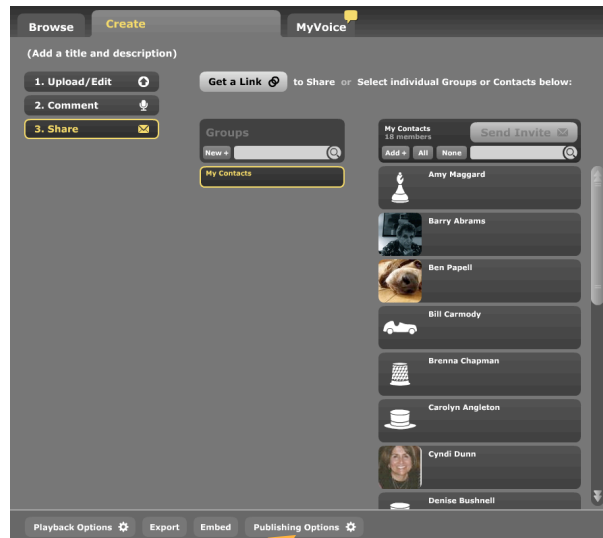 Browse
Create
MyVoice
(Add a title and description)
1. Upload/Edit
2. Comment
3. Share
Get a Link to Share or Select individual Groups or Contacts below:
Groups
New +
My Contacts
My Contacts
18 members
Send Invite
Add + All None
Amy Maggard
Barry Abrams
Ben Papell
Bill Carmody
Brenna Chapman
Carolyn Angleton
Cyndi Dunn
Denise Bushnell
Playback Options Export Embed Publishing Options